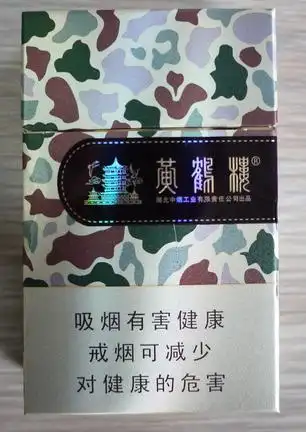 黄鹤楼®
湖北中烟工业有限责任公司出品
吸烟有害健康
戒烟可减少
对健康的危害